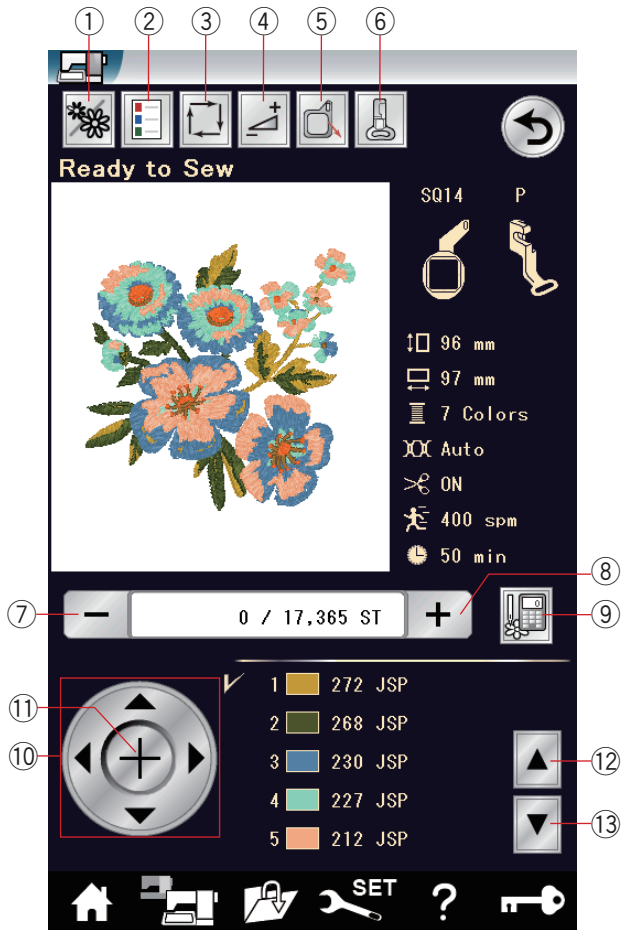 ① ② ③ ④ ⑤ ⑥
Ready to Sew
SQ14 P
96 mm
97 mm
7 Colors
Auto
ON
400 spm
50 min
⑦ − 0 / 17,365 ST + ⑧
⑨
⑩
⑪
1 272 JSP
2 268 JSP
3 230 JSP
4 227 JSP
5 212 JSP
⑫
⑬
SET
?